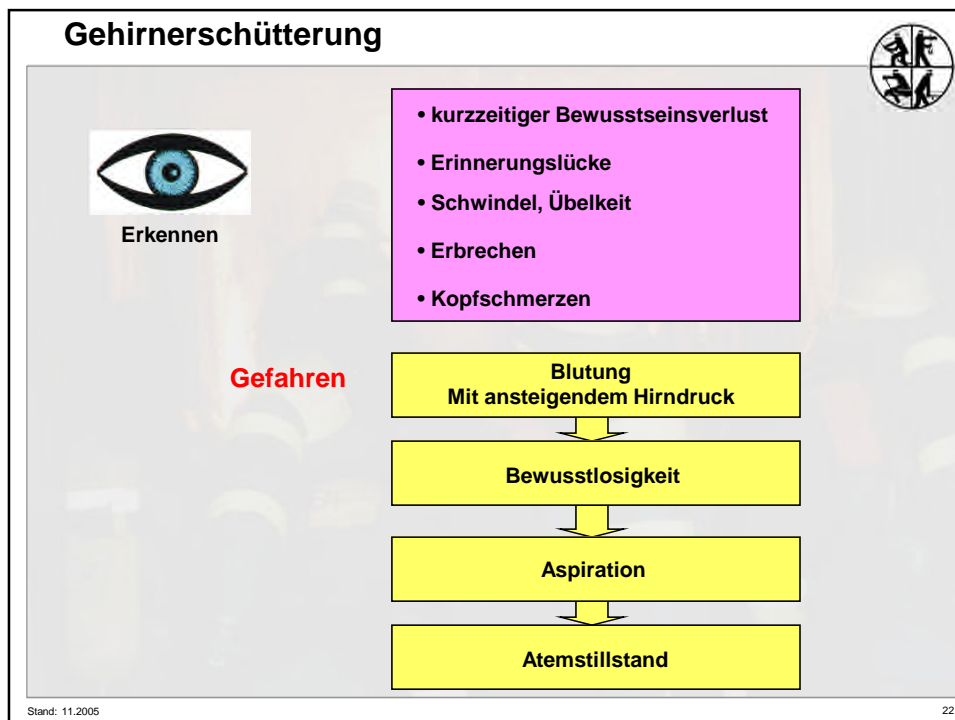 Gehirnerschütterung
• kurzzeitiger Bewusstseinsverlust
• Erinnerungslücke
• Schwindel, Übelkeit
• Erbrechen
• Kopfschmerzen
Erkennen
Gefahren
Blutung
Mit ansteigendem Hirndruck
Bewusstlosigkeit
Aspiration
Atemstillstand
Stand: 11.2005
22